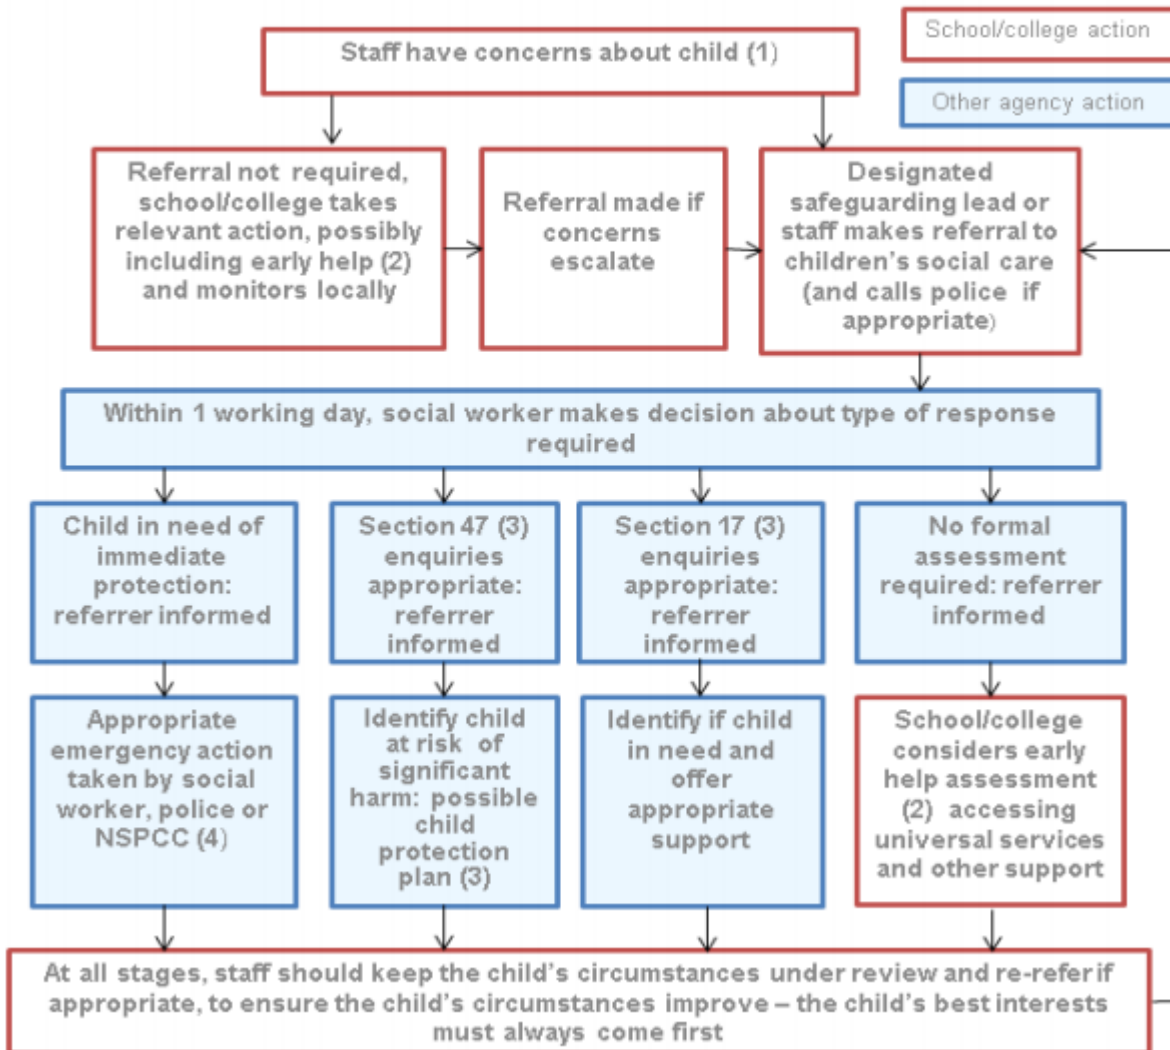 School/college action
Staff have concerns about child (1)
Other agency action
Referral not required,
school/college takes
relevant action, possibly
including early help (2)
and monitors locally
Referral made if
concerns
escalate
Designated
safeguarding lead or
staff makes referral to
children's social care
(and calls police if
appropriate)
Within 1 working day, social worker makes decision about type of response
required
Child in need of
immediate
protection:
referrer informed
Section 47 (3)
enquiries
appropriate:
referrer
informed
Section 17 (3)
enquiries
appropriate:
referrer
informed
No formal
assessment
required: referrer
informed
Appropriate
emergency action
taken by social
worker, police or
NSPCC (4)
Identify child
at risk of
significant
harm: possible
child
protection
plan (3)
Identify if child
in need and
offer
appropriate
support
School/college
considers early
help assessment
(2) accessing
universal services
and other support
At all stages, staff should keep the child's circumstances under review and re-refer if
appropriate, to ensure the child's circumstances improve – the child's best interests
must always come first